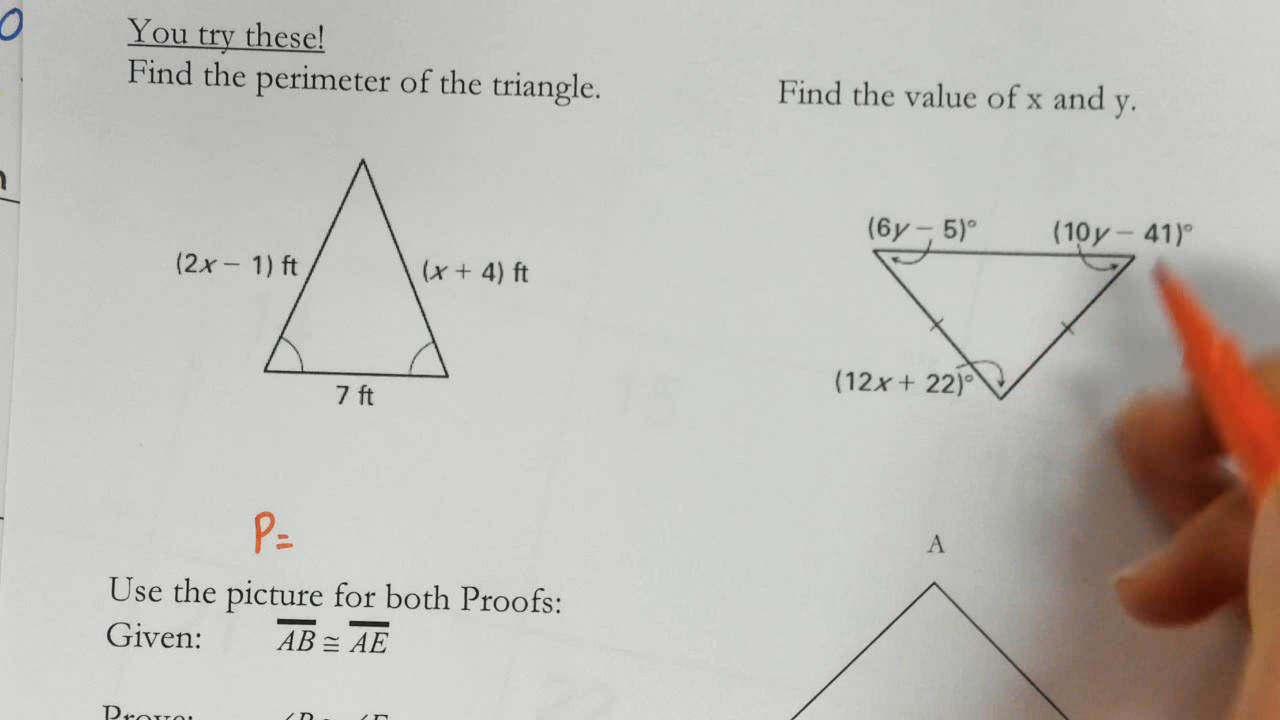 You try these!
Find the perimeter of the triangle.
(2x − 1) ft
(x + 4) ft
7 ft
P=
Find the value of x and y.
(6y − 5)°
(10y − 41)°
(12x + 22)°
Use the picture for both Proofs:
Given: AB ≅ AE
Prove:
A